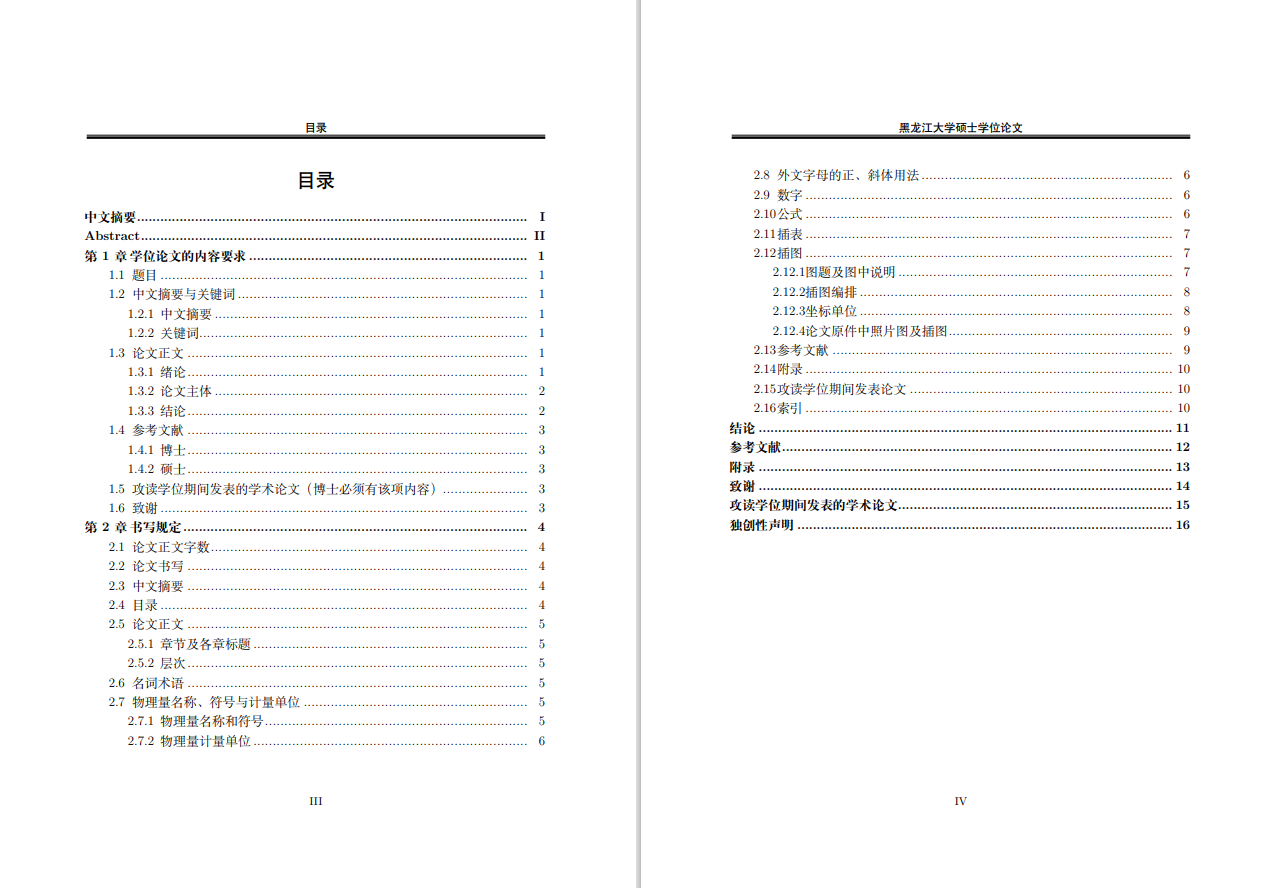 目录
目录
中文摘要 ........ I
Abstract ........ II
第 1 章 学位论文的内容要求 ........ 1
1.1 题目 ........ 1
1.2 中文摘要与关键词 ........ 1
1.2.1 中文摘要 ........ 1
1.2.2 关键词 ........ 1
1.3 论文正文 ........ 1
1.3.1 绪论 ........ 1
1.3.2 论文主体 ........ 2
1.3.3 结论 ........ 2
1.4 参考文献 ........ 3
1.4.1 博士 ........ 3
1.4.2 硕士 ........ 3
1.5 攻读学位期间发表的学术论文（博士必须有该项内容） ........ 3
1.6 致谢 ........ 3
第 2 章 书写规定 ........ 4
2.1 论文正文字数 ........ 4
2.2 论文书写 ........ 4
2.3 中文摘要 ........ 4
2.4 目录 ........ 4
2.5 论文正文 ........ 5
2.5.1 章节及各章标题 ........ 5
2.5.2 层次 ........ 5
2.6 名词术语 ........ 5
2.7 物理量名称、符号与计量单位 ........ 5
2.7.1 物理量名称和符号 ........ 5
2.7.2 物理量计量单位 ........ 6
III
黑龙江大学硕士学位论文
2.8 外文字母的正、斜体用法 ........ 6
2.9 数字 ........ 6
2.10公式 ........ 6
2.11插表 ........ 7
2.12插图 ........ 7
2.12.1图题及图中说明 ........ 7
2.12.2插图编排 ........ 8
2.12.3坐标单位 ........ 8
2.12.4论文原件中照片图及插图 ........ 9
2.13参考文献 ........ 9
2.14附录 ........ 10
2.15攻读学位期间发表论文 ........ 10
2.16索引 ........ 10
结论 ........ 11
参考文献 ........ 12
附录 ........ 13
致谢 ........ 14
攻读学位期间发表的学术论文 ........ 15
独创性声明 ........ 16
IV